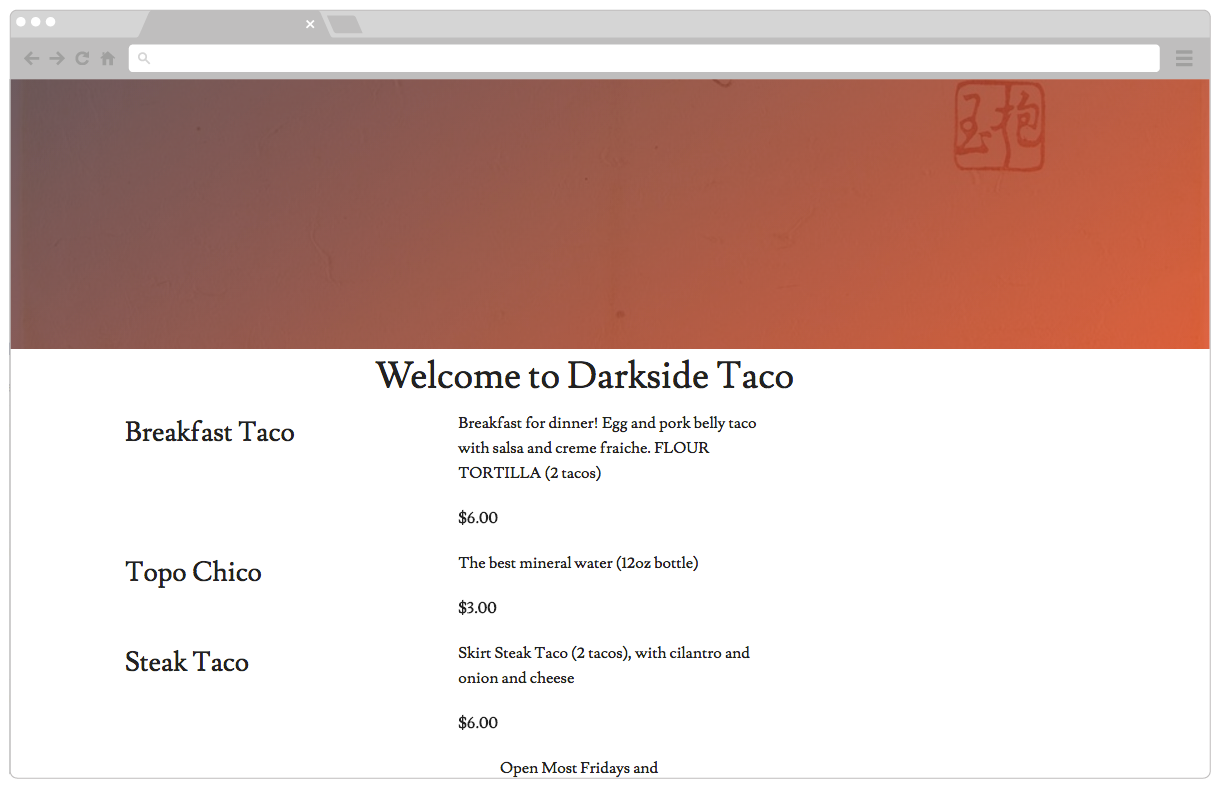 抱玉
Welcome to Darkside Taco
Breakfast Taco
Breakfast for dinner! Egg and pork belly taco
with salsa and creme fraiche. FLOUR
TORTILLA (2 tacos)
$6.00
Topo Chico
The best mineral water (12oz bottle)
$3.00
Steak Taco
Skirt Steak Taco (2 tacos), with cilantro and
onion and cheese
$6.00
Open Most Fridays and